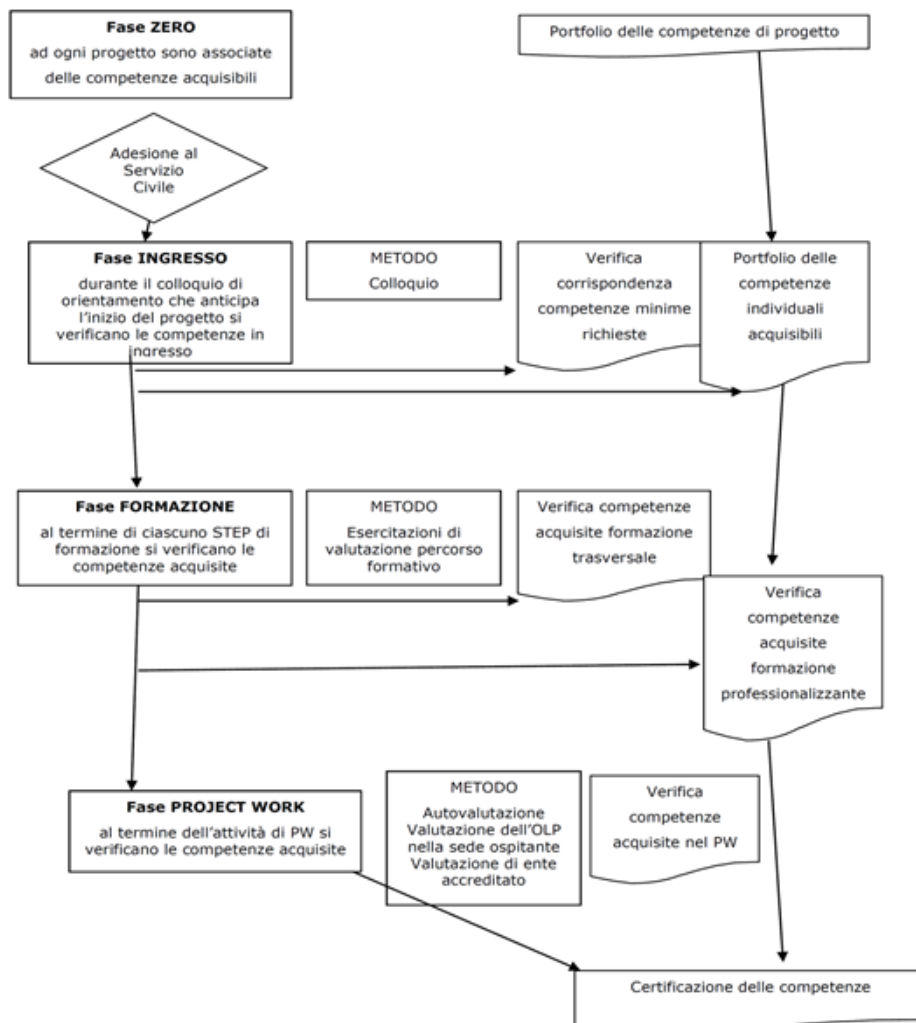 Fase ZERO
ad ogni progetto sono associate
delle competenze acquisibili
Portfolio delle competenze di progetto
Adesione al
Servizio
Civile
Fase INGRESSO
durante il colloquio di
orientamento che anticipa
l'inizio del progetto si
verificano le competenze in
ingresso
METODO
Colloquio
Verifica
corrispondenza
competenze minime
richieste
Portfolio delle
competenze
individuali
acquisibili
Fase FORMAZIONE
al termine di ciascuno STEP di
formazione si verificano le
competenze acquisite
METODO
Esercitazioni di
valutazione percorso
formativo
Verifica competenze
acquisite formazione
trasversale
Verifica
competenze
acquisite
formazione
professionalizzante
Fase PROJECT WORK
al termine dell'attività di PW si
verificano le competenze acquisite
METODO
Autovalutazione
Valutazione dell'OLP
nella sede ospitante
Valutazione di ente
accreditato
Verifica
competenze
acquisite nel PW
Certificazione delle competenze